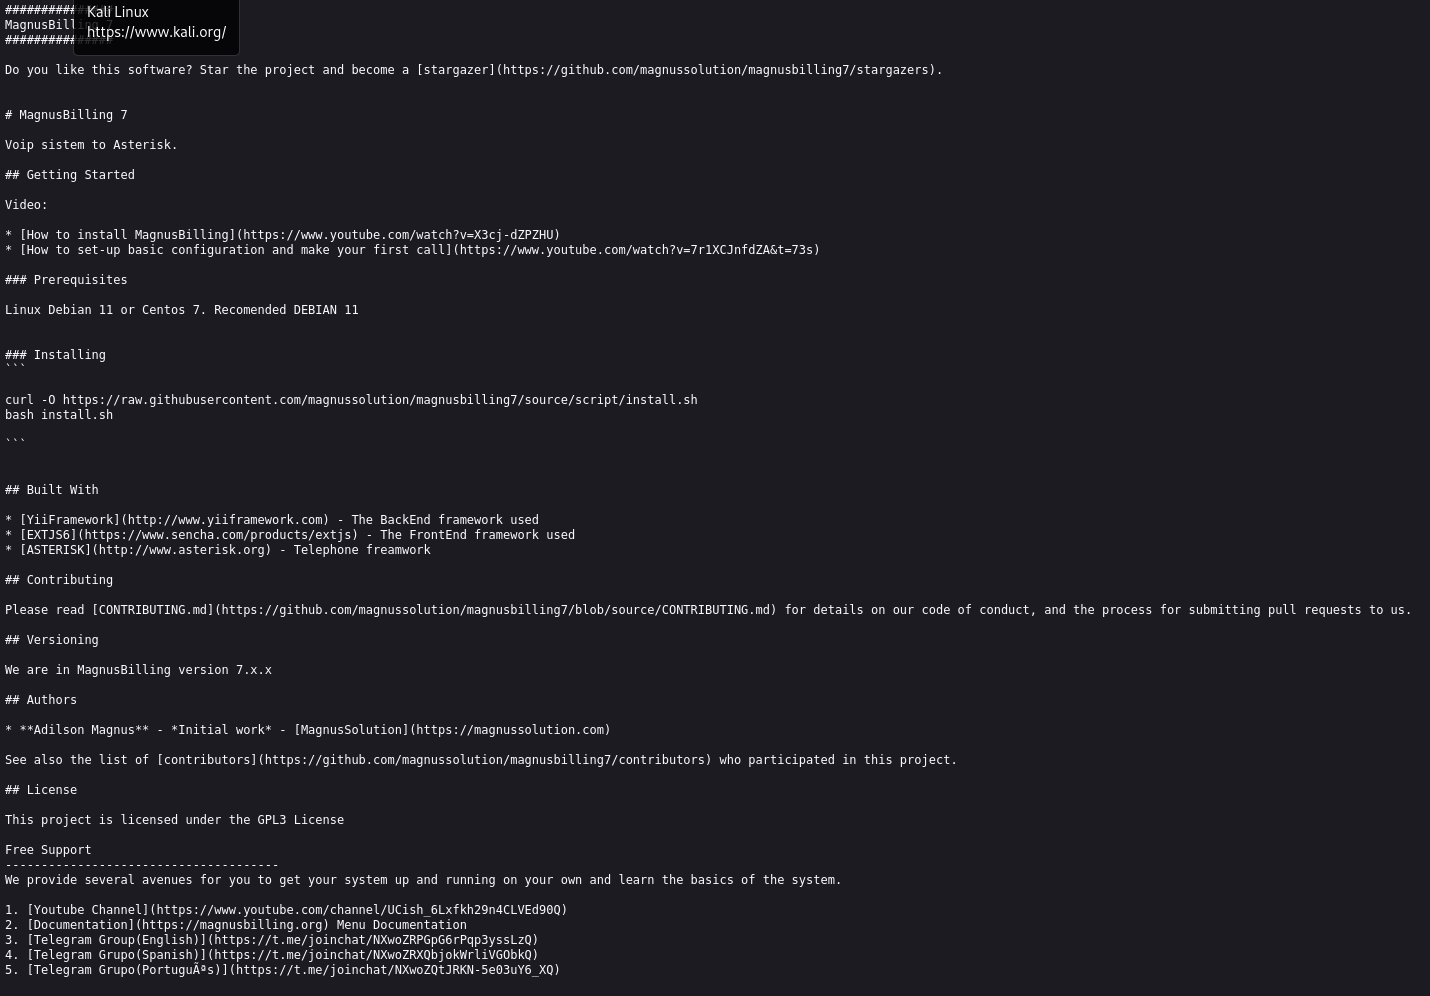 ###############
MagnusBilling 7
###############
Kali Linux
https://www.kali.org/
Do you like this software? Star the project and become a [stargazer](https://github.com/magnussolution/magnusbilling7/stargazers).
# MagnusBilling 7
Voip sistem to Asterisk.
## Getting Started
Video:
* [How to install MagnusBilling](https://www.youtube.com/watch?v=X3cj-dZPZHU)
* [How to set-up basic configuration and make your first call](https://www.youtube.com/watch?v=7r1XCJnfdZA&t=73s)
### Prerequisites
Linux Debian 11 or Centos 7. Recomended DEBIAN 11
### Installing
```
curl -O https://raw.githubusercontent.com/magnussolution/magnusbilling7/source/script/install.sh
bash install.sh
```
## Built With
* [YiiFramework](http://www.yiiframework.com) - The BackEnd framework used
* [EXTJS6](https://www.sencha.com/products/extjs) - The FrontEnd framework used
* [ASTERISK](http://www.asterisk.org) - Telephone freamwork
## Contributing
Please read [CONTRIBUTING.md](https://github.com/magnussolution/magnusbilling7/blob/source/CONTRIBUTING.md) for details on our code of conduct, and the process for submitting pull requests to us.
## Versioning
We are in MagnusBilling version 7.x.x
## Authors
* **Adilson Magnus** - *Initial work* - [MagnusSolution](https://magnussolution.com)
See also the list of [contributors](https://github.com/magnussolution/magnusbilling7/contributors) who participated in this project.
## License
This project is licensed under the GPL3 License
Free Support
--------------------------------------
We provide several avenues for you to get your system up and running on your own and learn the basics of the system.
1. [Youtube Channel](https://www.youtube.com/channel/UCish_6Lxfkh29n4CLVEd90Q)
2. [Documentation](https://magnusbilling.org) Menu Documentation
3. [Telegram Group(English)](https://t.me/joinchat/NXwoZRPGpG6rPqp3yssLzQ)
4. [Telegram Grupo(Spanish)](https://t.me/joinchat/NXwoZRXQbjokWrliVGObkQ)
5. [Telegram Grupo(PortuguÃªs)](https://t.me/joinchat/NXwoZQtJRKN-5e03uY6_XQ)